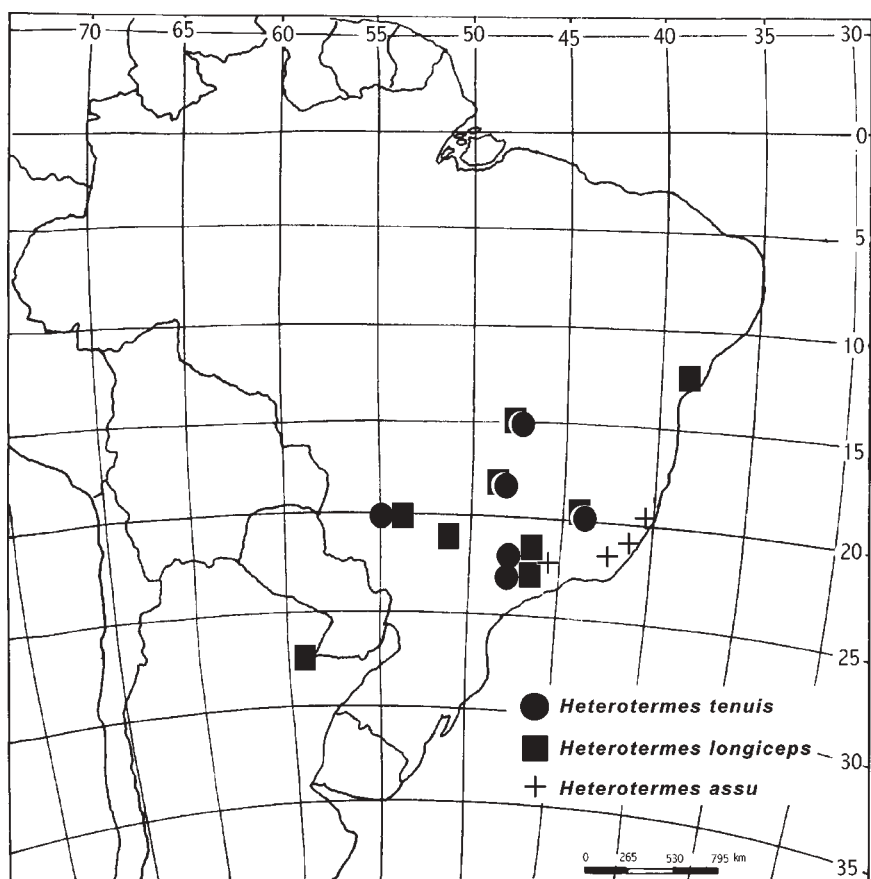 70 65 60 55 50 45 40 35 30
0
5
10
15
20
25
Heterotermes tenuis
Heterotermes longiceps
30
Heterotermes assu
0 265 530 795 km
35